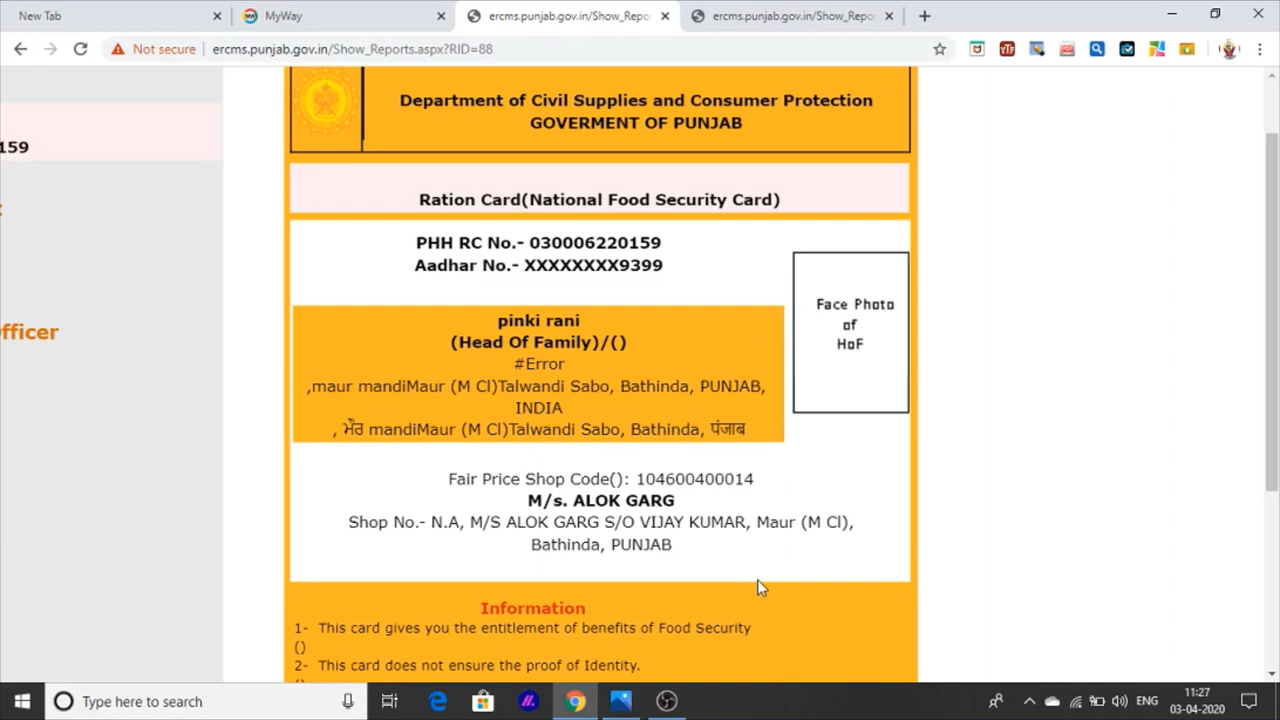 New Tab
MyWay
ercms.punjab.gov.in/Show_Repo
ercms.punjab.gov.in/Show_Repo
Not secure
ercms.punjab.gov.in/Show_Reports.aspx?RID=88
Department of Civil Supplies and Consumer Protection
GOVERMENT OF PUNJAB
159
Ration Card(National Food Security Card)
PHH RC No.- 030006220159
Aadhar No.- XXXXXXXX9399
Face Photo
of
HoF
fficer
pinki rani
(Head Of Family)/()
#Error
,maur mandiMaur (M Cl)Talwandi Sabo, Bathinda, PUNJAB,
INDIA
, ਮੌੜ mandiMaur (M Cl)Talwandi Sabo, Bathinda, पंजाब
Fair Price Shop Code(): 104600400014
M/s. ALOK GARG
Shop No.- N.A, M/S ALOK GARG S/O VIJAY KUMAR, Maur (M Cl),
Bathinda, PUNJAB
Information
1- This card gives you the entitlement of benefits of Food Security
()
2- This card does not ensure the proof of Identity.
Type here to search
ENG
11:27
03-04-2020